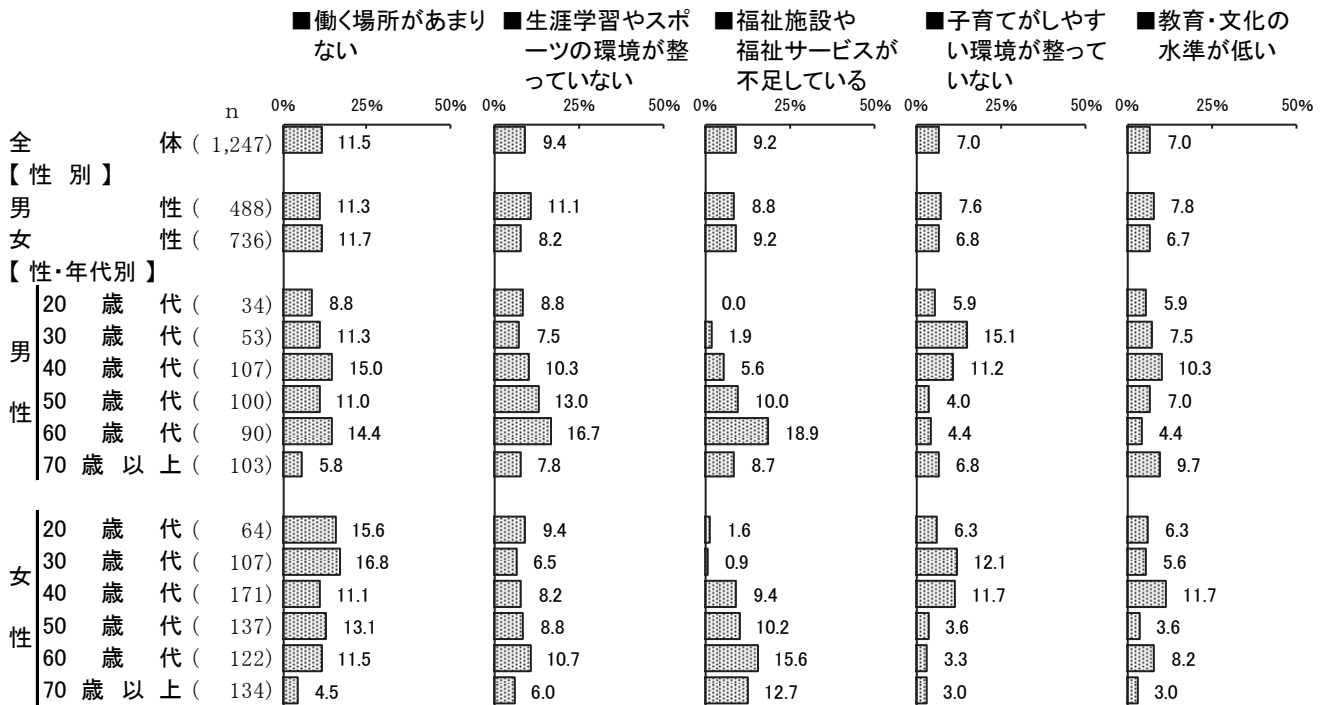 ■働く場所があまりない
■生涯学習やスポーツの環境が整っていない
■福祉施設や福祉サービスが不足している
■子育てがしやすい環境が整っていない
■教育・文化の水準が低い
n 0% 25% 50% 0% 25% 50% 0% 25% 50% 0% 25% 50% 0% 25% 50%
全体 ( 1,247) 11.5 9.4 9.2 7.0 7.0
【 性 別 】
男性 ( 488) 11.3 11.1 8.8 7.6 7.8
女性 ( 736) 11.7 8.2 9.2 6.8 6.7
【 性・年代別 】
男性
20 歳代 ( 34) 8.8 8.8 0.0 5.9 5.9
30 歳代 ( 53) 11.3 7.5 1.9 15.1 7.5
40 歳代 ( 107) 15.0 10.3 5.6 11.2 10.3
50 歳代 ( 100) 11.0 13.0 10.0 4.0 7.0
60 歳代 ( 90) 14.4 16.7 18.9 4.4 4.4
70 歳以上 ( 103) 5.8 7.8 8.7 6.8 9.7
女性
20 歳代 ( 64) 15.6 9.4 1.6 6.3 6.3
30 歳代 ( 107) 16.8 6.5 0.9 12.1 5.6
40 歳代 ( 171) 11.1 8.2 9.4 11.7 11.7
50 歳代 ( 137) 13.1 8.8 10.2 3.6 3.6
60 歳代 ( 122) 11.5 10.7 15.6 3.3 8.2
70 歳以上 ( 134) 4.5 6.0 12.7 3.0 3.0